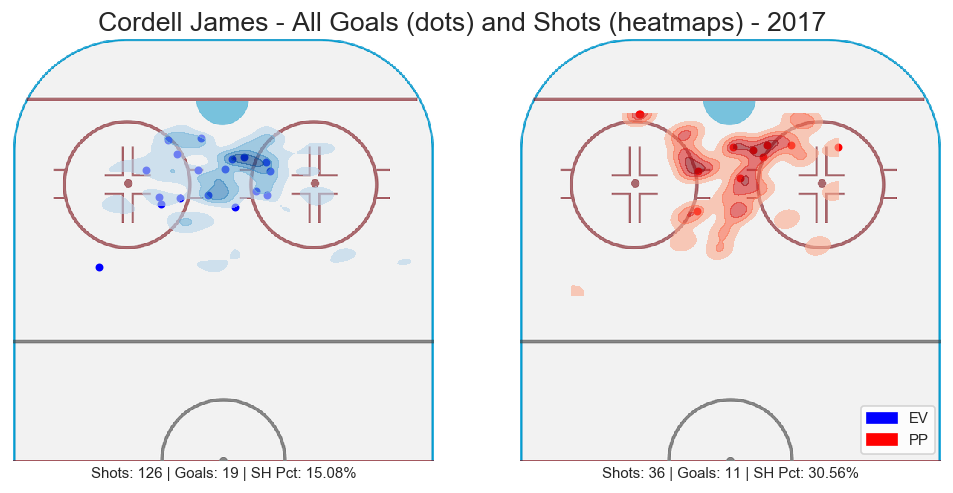 Cordell James - All Goals (dots) and Shots (heatmaps) - 2017
EV
PP
Shots: 126 | Goals: 19 | SH Pct: 15.08%
Shots: 36 | Goals: 11 | SH Pct: 30.56%